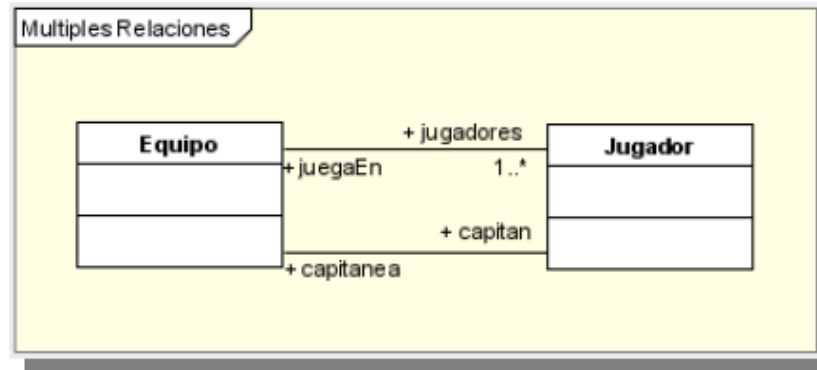 Multiples Relaciones
+ jugadores
Equipo
Jugador
+ juegaEn
1..*
+ capitan
+ capitanea